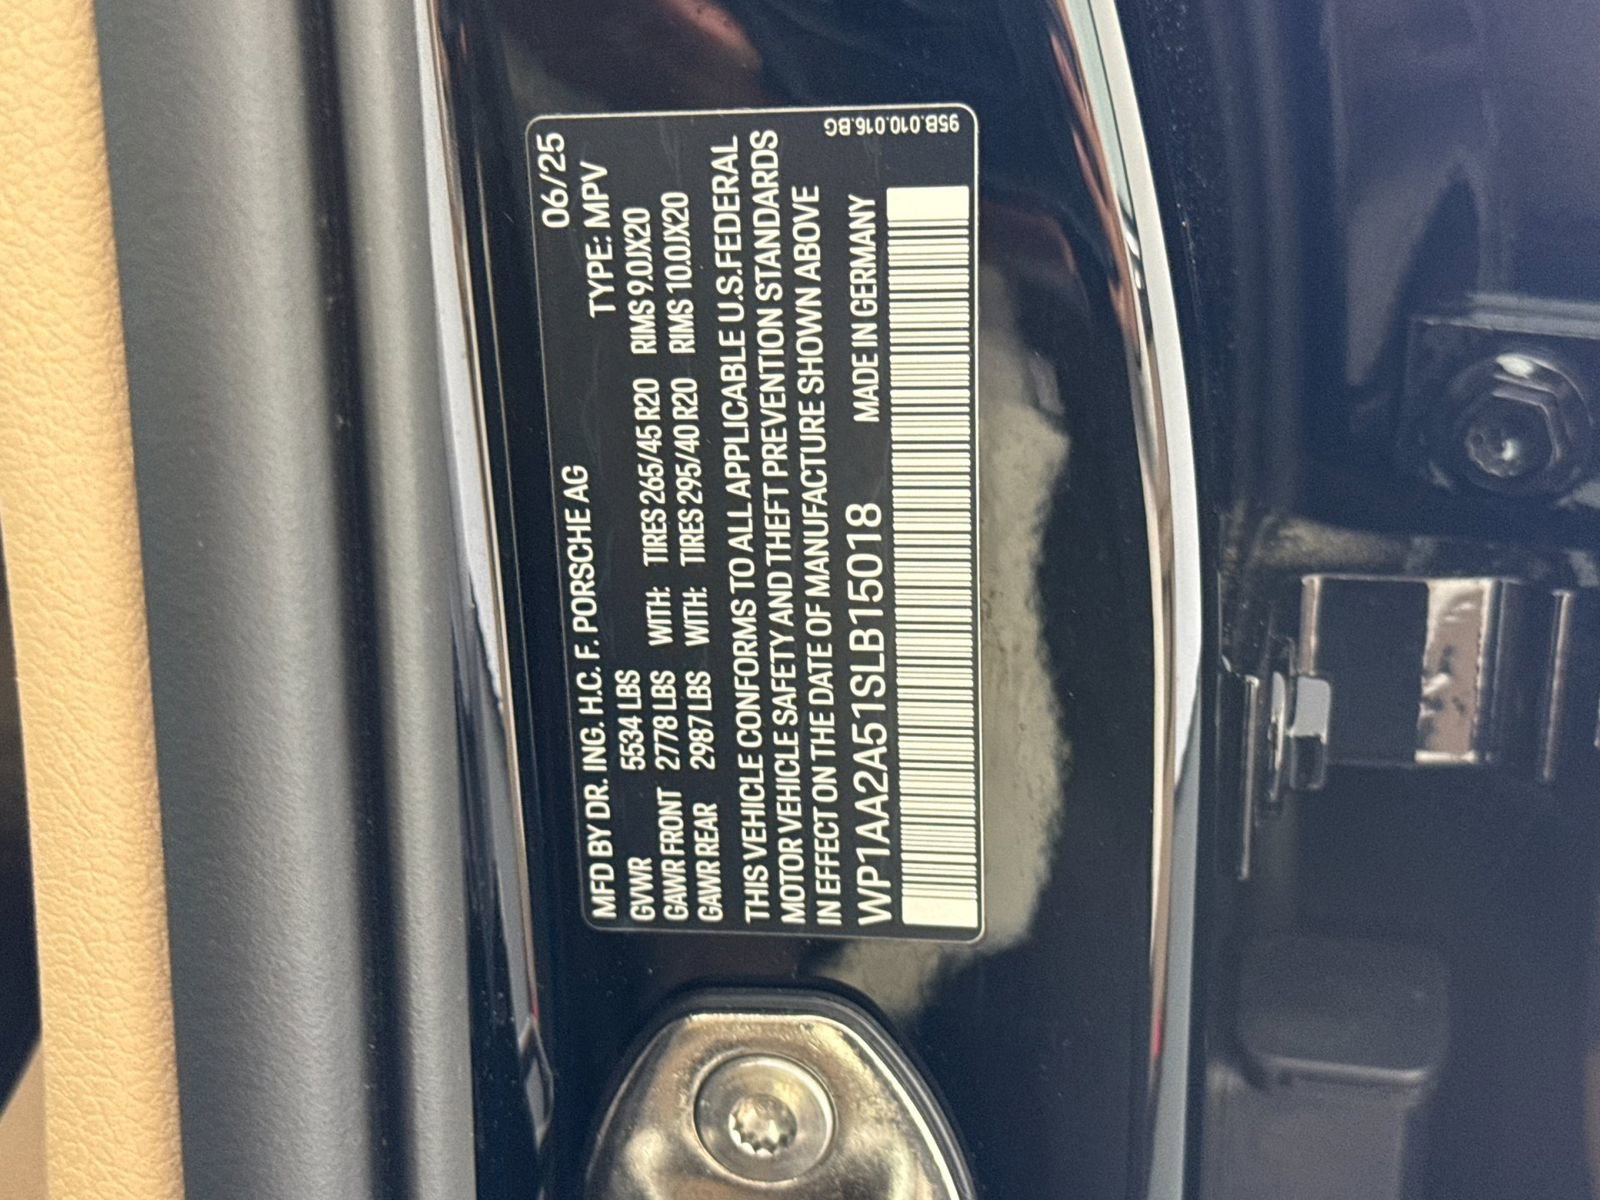 06/25
MFD BY DR. ING. H.C. F. PORSCHE AG TYPE: MPV
GVWR 5534 LBS
GAWR FRONT 2778 LBS WITH: TIRES 265/45 R20 RIMS 9.0JX20
GAWR REAR 2987 LBS WITH: TIRES 295/40 R20 RIMS 10.0JX20
THIS VEHICLE CONFORMS TO ALL APPLICABLE U.S.FEDERAL
MOTOR VEHICLE SAFETY AND THEFT PREVENTION STANDARDS
IN EFFECT ON THE DATE OF MANUFACTURE SHOWN ABOVE
WP1AA2A51SLB15018 MADE IN GERMANY
95B.010.016.BG